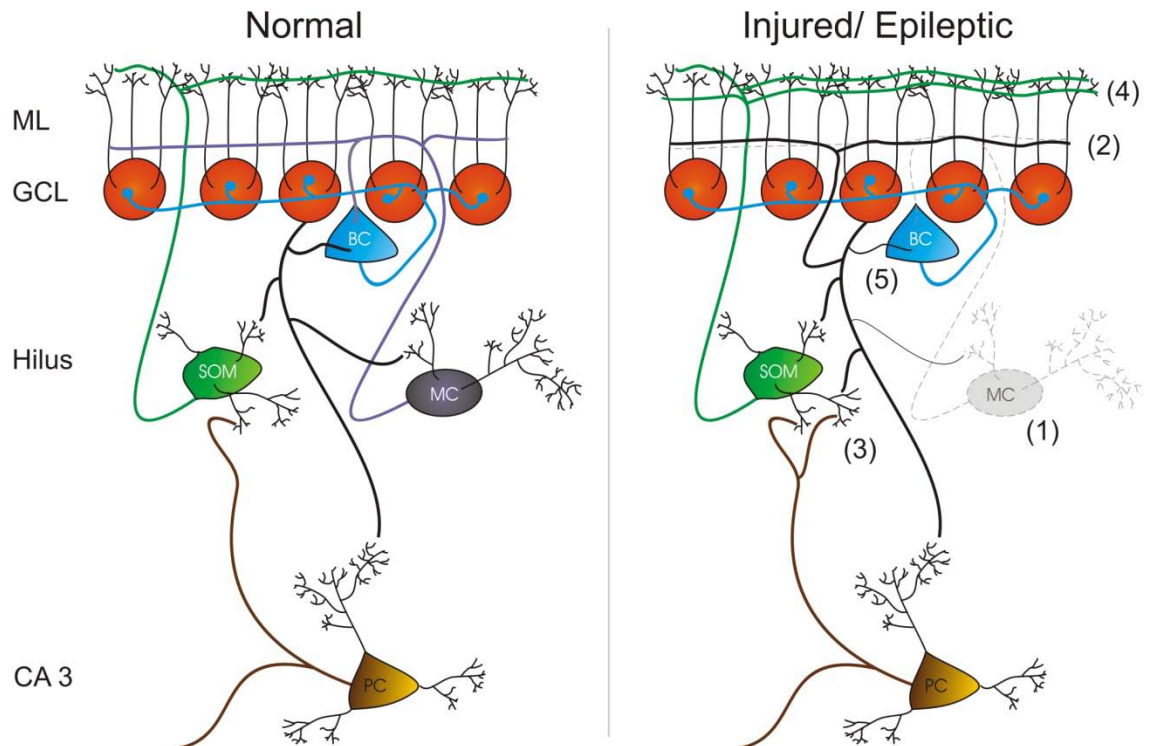 Normal
Injured/ Epileptic
ML
GCL
Hilus
CA 3
BC
SOM
MC
PC
(4)
(2)
BC
(5)
SOM
MC
(1)
(3)
PC